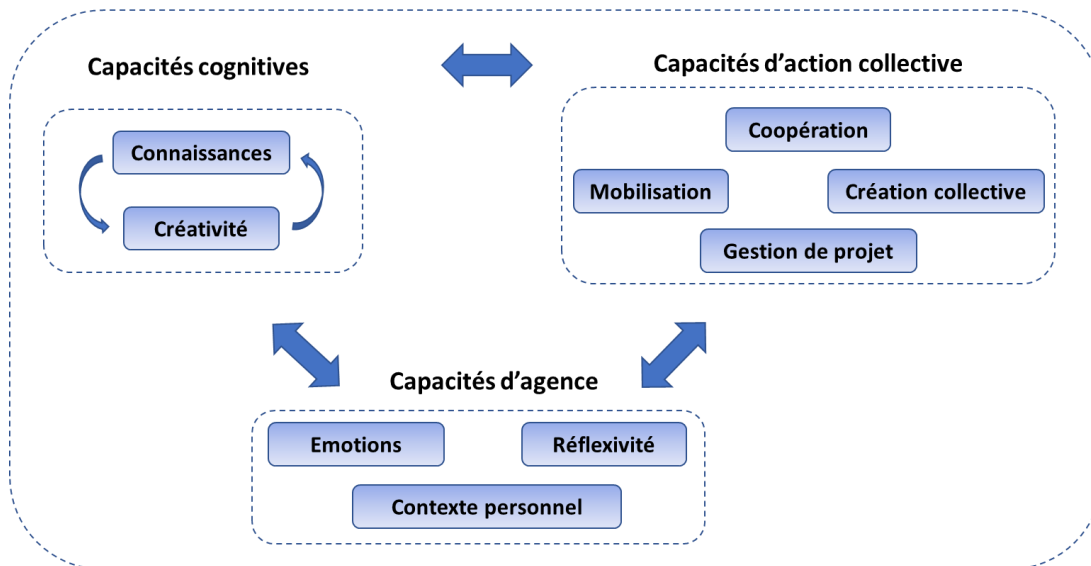 Capacités cognitives
Connaissances
Créativité
Capacités d'action collective
Coopération
Mobilisation
Création collective
Gestion de projet
Capacités d'agence
Emotions
Réflexivité
Contexte personnel